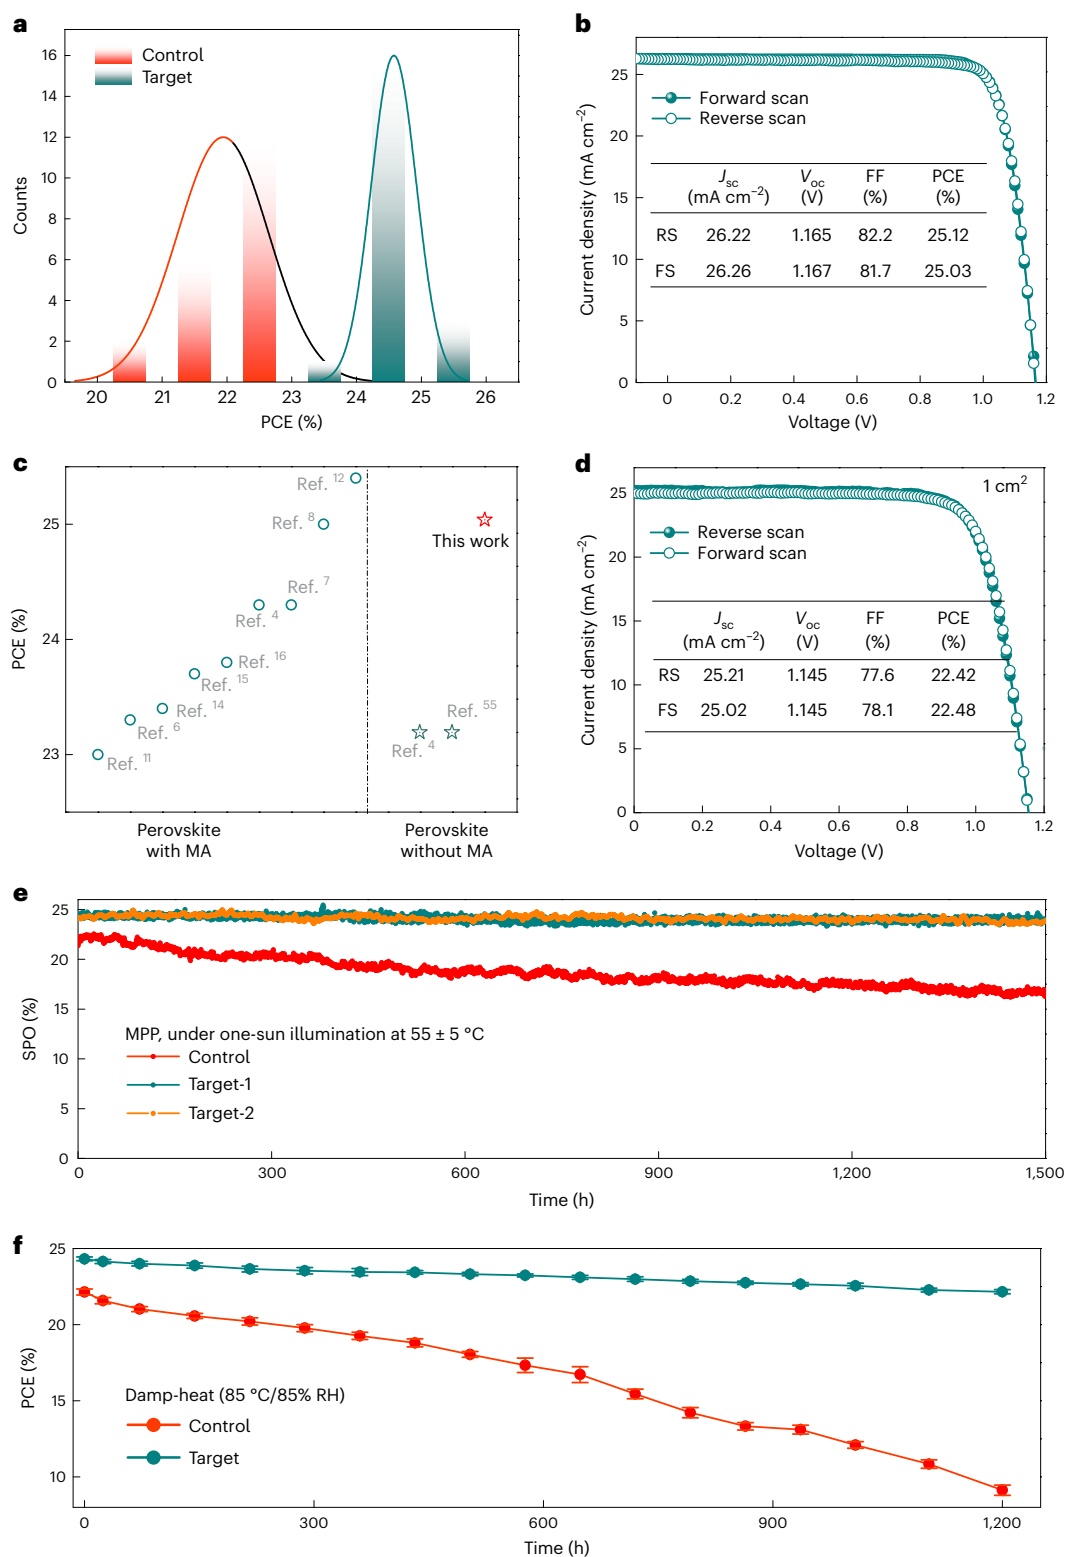 a
16
14
12
10
8
6
4
2
0
Counts
Control
Target
20 21 22 23 24 25 26
PCE (%)
b
25
20
15
10
5
0
Current density (mA cm−2)
Forward scan
Reverse scan
Jsc (mA cm−2) Voc (V) FF (%) PCE (%)
RS 26.22 1.165 82.2 25.12
FS 26.26 1.167 81.7 25.03
0 0.2 0.4 0.6 0.8 1.0 1.2
Voltage (V)
c
25
24
23
PCE (%)
Ref. 12
Ref. 8
This work
Ref. 7
Ref. 4
Ref. 16
Ref. 15
Ref. 14
Ref. 6
Ref. 11
Ref. 55
Ref. 4
Perovskite
with MA
Perovskite
without MA
d
25
20
15
10
5
0
Current density (mA cm−2)
1 cm2
Reverse scan
Forward scan
Jsc (mA cm−2) Voc (V) FF (%) PCE (%)
RS 25.21 1.145 77.6 22.42
FS 25.02 1.145 78.1 22.48
0 0.2 0.4 0.6 0.8 1.0 1.2
Voltage (V)
e
25
20
15
10
5
0
SPO (%)
MPP, under one-sun illumination at 55 ± 5 °C
Control
Target-1
Target-2
0 300 600 900 1,200 1,500
Time (h)
f
25
20
15
10
PCE (%)
Damp-heat (85 °C/85% RH)
Control
Target
0 300 600 900 1,200
Time (h)